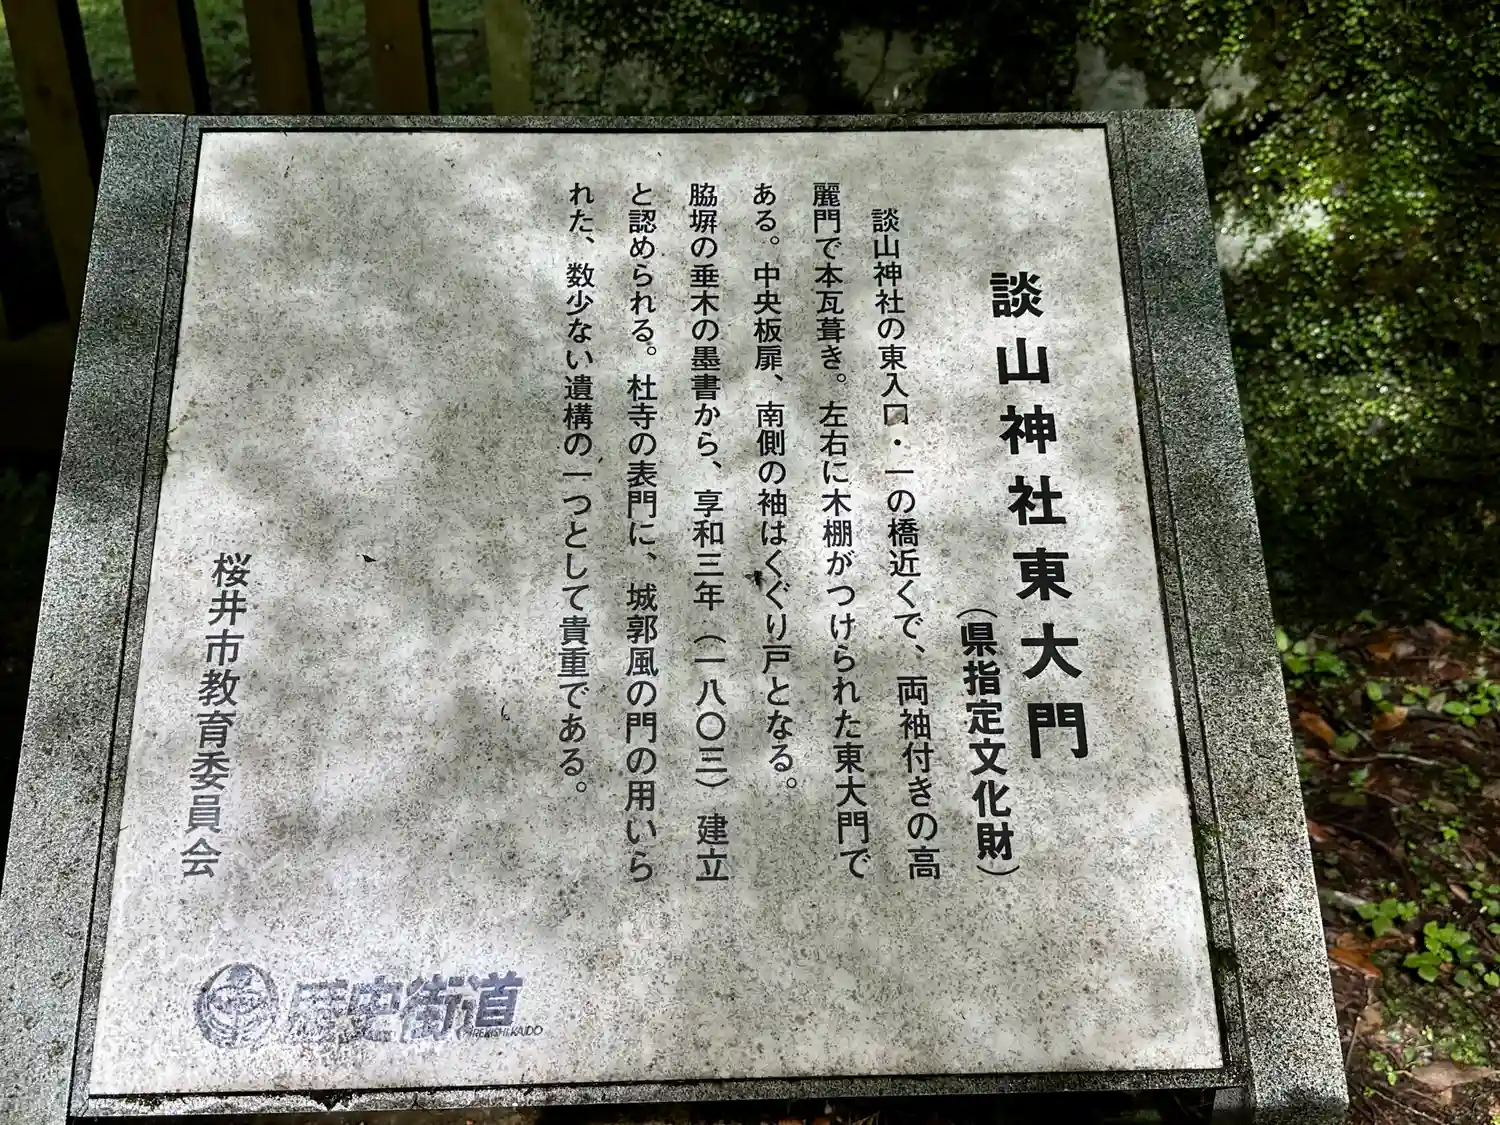 談山神社東大門
（県指定文化財）
談山神社の東入口・一の橋近くで、両袖付きの高
麗門で本瓦葺き。左右に木棚がつけられた東大門で
ある。中央板扉、南側の袖はくぐり戸となる。
脇塀の垂木の墨書から、享和三年（一八〇三）建立
と認められる。杜寺の表門に、城郭風の門の用いら
れた、数少ない遺構の一つとして貴重である。
桜井市教育委員会
歴史街道
REKISHI KAIDO